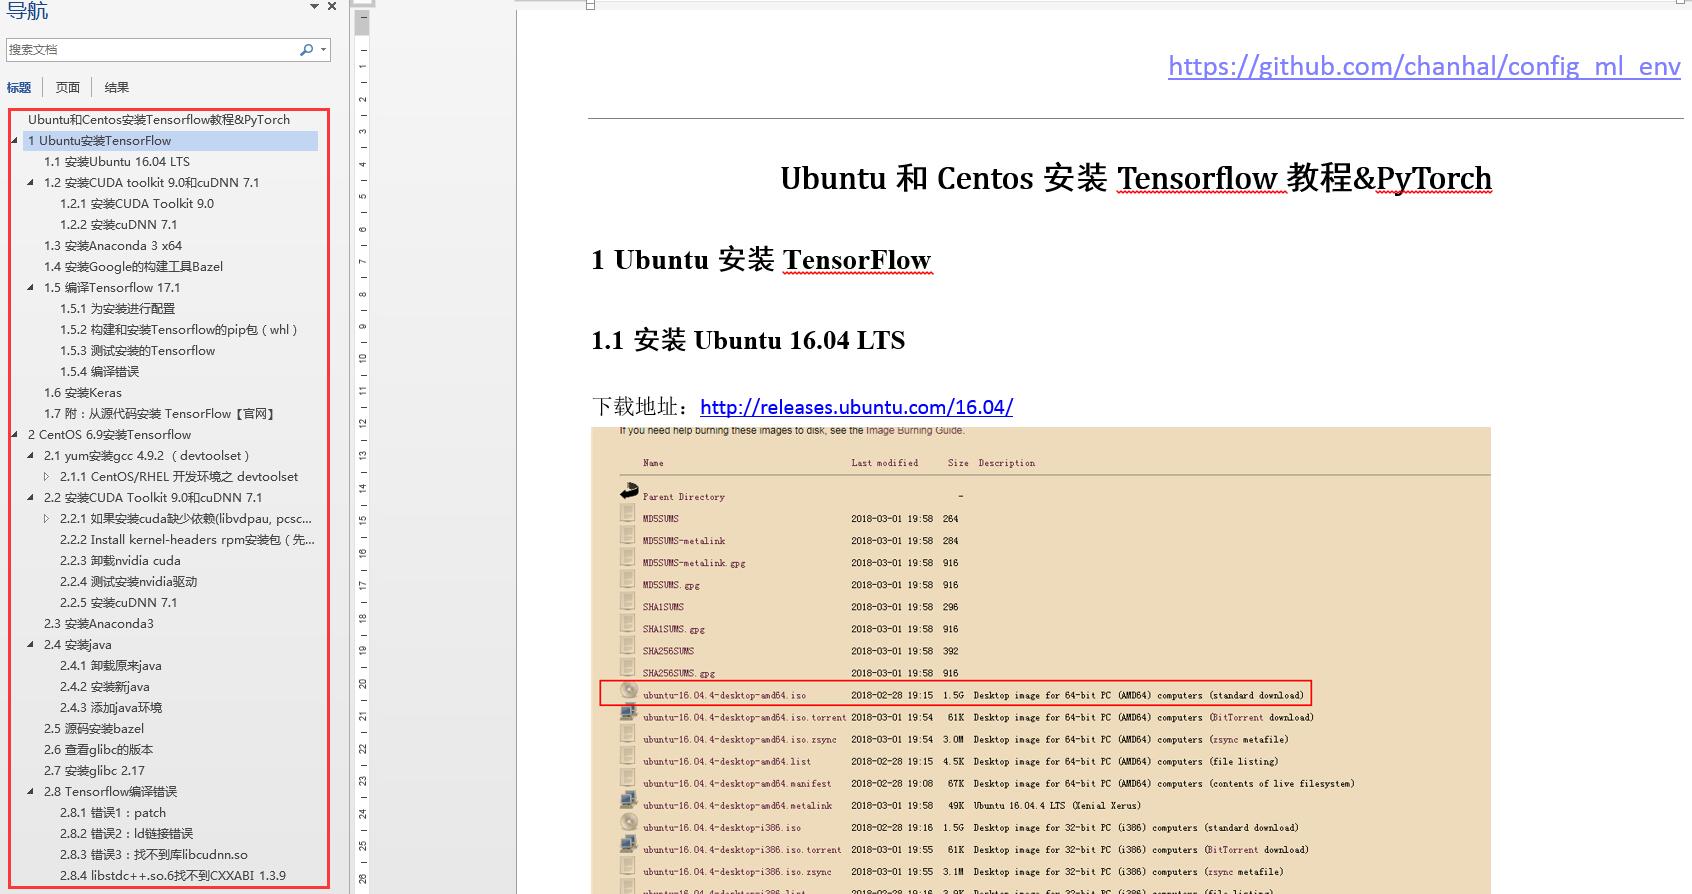 导航
搜索文档
标题 页面 结果
Ubuntu和Centos安装Tensorflow教程&PyTorch
1 Ubuntu安装TensorFlow
1.1 安装Ubuntu 16.04 LTS
1.2 安装CUDA toolkit 9.0和cuDNN 7.1
1.2.1 安装CUDA Toolkit 9.0
1.2.2 安装cuDNN 7.1
1.3 安装Anaconda 3 x64
1.4 安装Google的构建工具Bazel
1.5 编译Tensorflow 17.1
1.5.1 为安装进行配置
1.5.2 构建和安装Tensorflow的pip包（whl）
1.5.3 测试安装的Tensorflow
1.5.4 编译错误
1.6 安装Keras
1.7 附：从源代码安装 TensorFlow【官网】
2 CentOS 6.9安装Tensorflow
2.1 yum安装gcc 4.9.2 （devtoolset）
2.1.1 CentOS/RHEL 开发环境之 devtoolset
2.2 安装CUDA Toolkit 9.0和cuDNN 7.1
2.2.1 如果安装cuda缺少依赖(libvdpau, pcsc...
2.2.2 Install kernel-headers rpm安装包（先...
2.2.3 卸载nvidia cuda
2.2.4 测试安装nvidia驱动
2.2.5 安装cuDNN 7.1
2.3 安装Anaconda3
2.4 安装java
2.4.1 卸载原来java
2.4.2 安装新java
2.4.3 添加java环境
2.5 源码安装bazel
2.6 查看glibc的版本
2.7 安装glibc 2.17
2.8 Tensorflow编译错误
2.8.1 错误1：patch
2.8.2 错误2：ld链接错误
2.8.3 错误3：找不到库libcudnn.so
2.8.4 libstdc++.so.6找不到CXXABI 1.3.9
1
2
3
4
5
6
7
8
9
10
11
12
13
14
15
16
17
18
19
20
21
22
23
24
25
26
https://github.com/chanhal/config_ml_env
Ubuntu 和 Centos 安装 Tensorflow 教程&PyTorch
1 Ubuntu 安装 TensorFlow
1.1 安装 Ubuntu 16.04 LTS
下载地址：http://releases.ubuntu.com/16.04/
If you need help burning these images to disk, see the Image Burning Guide.
Name Last modified Size Description
Parent Directory -
MD5SUMS 2018-03-01 19:58 264
MD5SUMS-metalink 2018-03-01 19:58 284
MD5SUMS-metalink.gpg 2018-03-01 19:58 916
MD5SUMS.gpg 2018-03-01 19:58 916
SHA1SUMS 2018-03-01 19:58 296
SHA1SUMS.gpg 2018-03-01 19:58 916
SHA256SUMS 2018-03-01 19:58 392
SHA256SUMS.gpg 2018-03-01 19:58 916
ubuntu-16.04.4-desktop-amd64.iso 2018-02-28 19:15 1.5G Desktop image for 64-bit PC (AMD64) computers (standard download)
ubuntu-16.04.4-desktop-amd64.iso.torrent 2018-03-01 19:54 61K Desktop image for 64-bit PC (AMD64) computers (BitTorrent download)
ubuntu-16.04.4-desktop-amd64.iso.zsync 2018-03-01 19:54 3.0M Desktop image for 64-bit PC (AMD64) computers (zsync metafile)
ubuntu-16.04.4-desktop-amd64.list 2018-02-28 19:15 4.5K Desktop image for 64-bit PC (AMD64) computers (file listing)
ubuntu-16.04.4-desktop-amd64.manifest 2018-02-28 19:08 67K Desktop image for 64-bit PC (AMD64) computers (contents of live filesystem)
ubuntu-16.04.4-desktop-amd64.metalink 2018-03-01 19:58 49K Ubuntu 16.04.4 LTS (Xenial Xerus)
ubuntu-16.04.4-desktop-i386.iso 2018-02-28 19:16 1.5G Desktop image for 32-bit PC (i386) computers (standard download)
ubuntu-16.04.4-desktop-i386.iso.torrent 2018-03-01 19:55 61K Desktop image for 32-bit PC (i386) computers (BitTorrent download)
ubuntu-16.04.4-desktop-i386.iso.zsync 2018-03-01 19:55 3.1M Desktop image for 32-bit PC (i386) computers (zsync metafile)